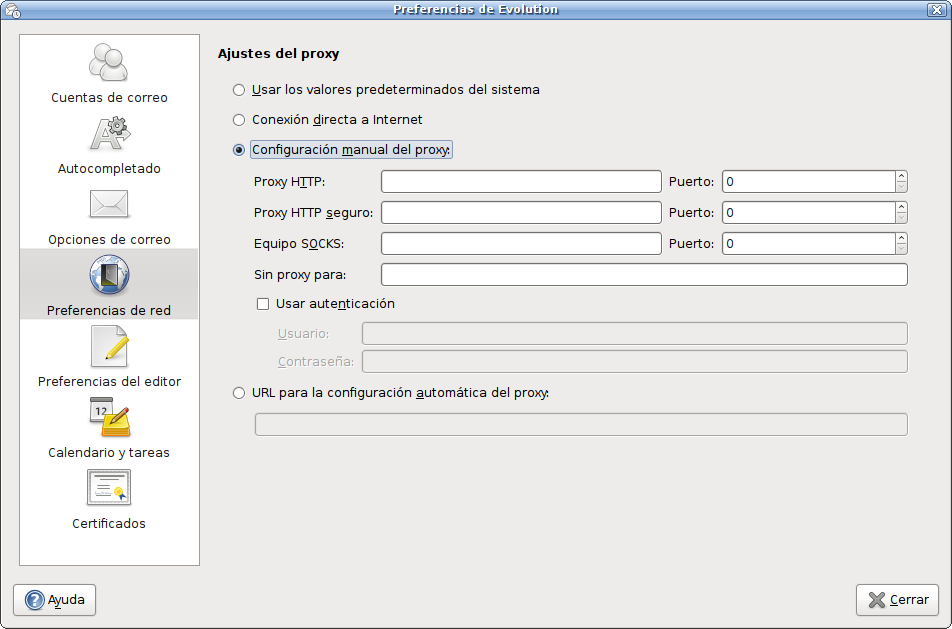 Preferencias de Evolution
Cuentas de correo
Autocompletado
Opciones de correo
Preferencias de red
Preferencias del editor
12
Calendario y tareas
Certificados
Ajustes del proxy
Usar los valores predeterminados del sistema
Conexión directa a Internet
Configuración manual del proxy:
Proxy HTTP: Puerto: 0
Proxy HTTP seguro: Puerto: 0
Equipo SOCKS: Puerto: 0
Sin proxy para:
Usar autenticación
Usuario:
Contraseña:
URL para la configuración automática del proxy:
Ayuda
Cerrar